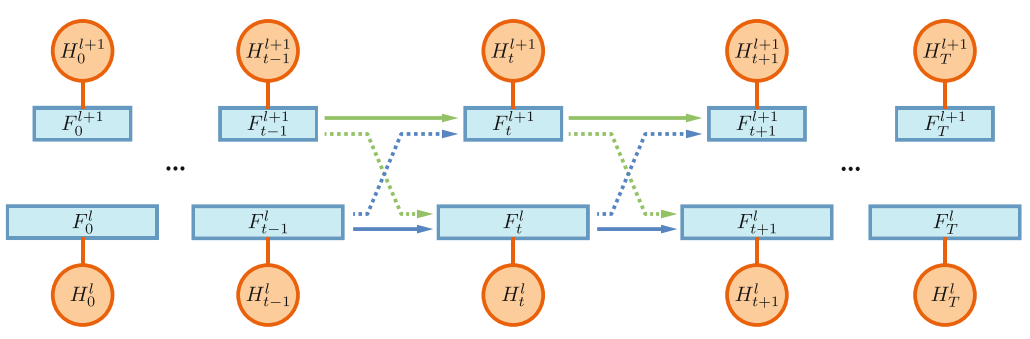 H_0^{l+1} H_{t-1}^{l+1} H_t^{l+1} H_{t+1}^{l+1} H_T^{l+1}
F_0^{l+1} F_{t-1}^{l+1} F_t^{l+1} F_{t+1}^{l+1} F_T^{l+1}
... ...
F_0^l F_{t-1}^l F_t^l F_{t+1}^l F_T^l
H_0^l H_{t-1}^l H_t^l H_{t+1}^l H_T^l